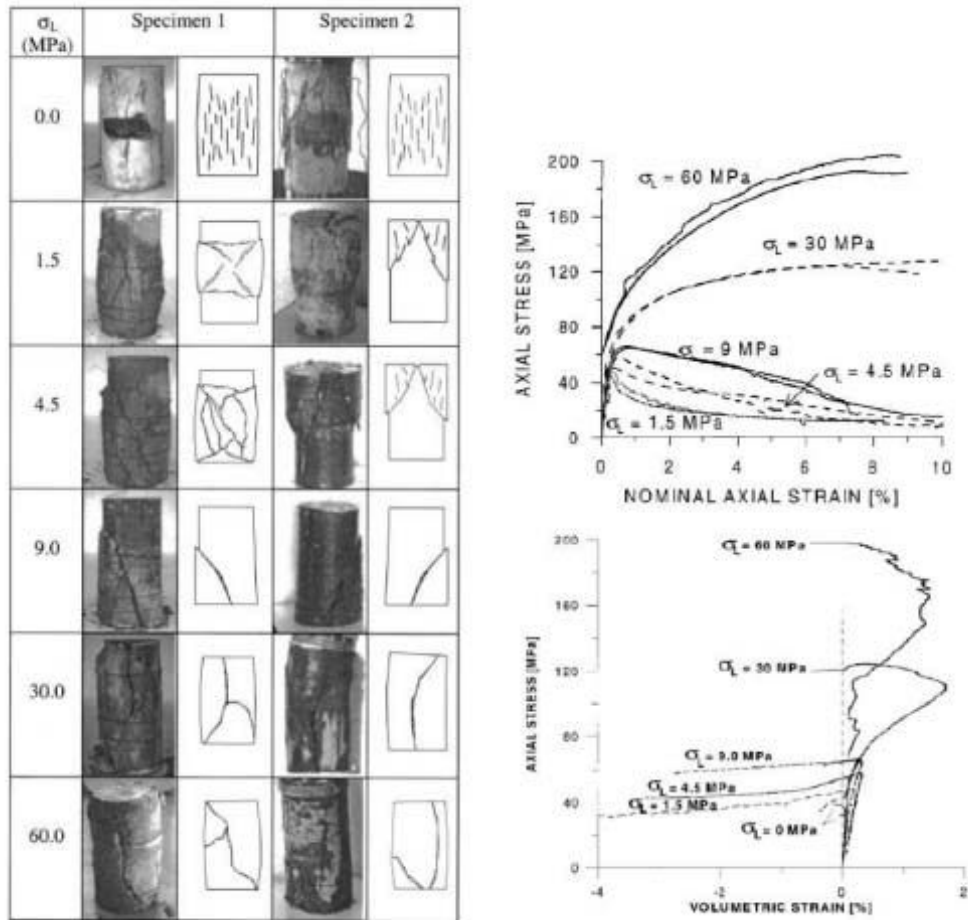 σL
(MPa)
Specimen 1
Specimen 2
0.0
1.5
4.5
9.0
30.0
60.0
200
160
120
80
40
0
AXIAL STRESS [MPa]
σL = 60 MPa
σL = 30 MPa
σ = 9 MPa
σL = 4.5 MPa
σL = 1.5 MPa
0 2 4 6 8 10
NOMINAL AXIAL STRAIN [%]
200
160
120
80
40
0
AXIAL STRESS [MPa]
σL = 60 MPa
σL = 30 MPa
σL = 9.0 MPa
σL = 4.5 MPa
σL = 1.5 MPa
σL = 0 MPa
-4 -2 0 2
VOLUMETRIC STRAIN [%]